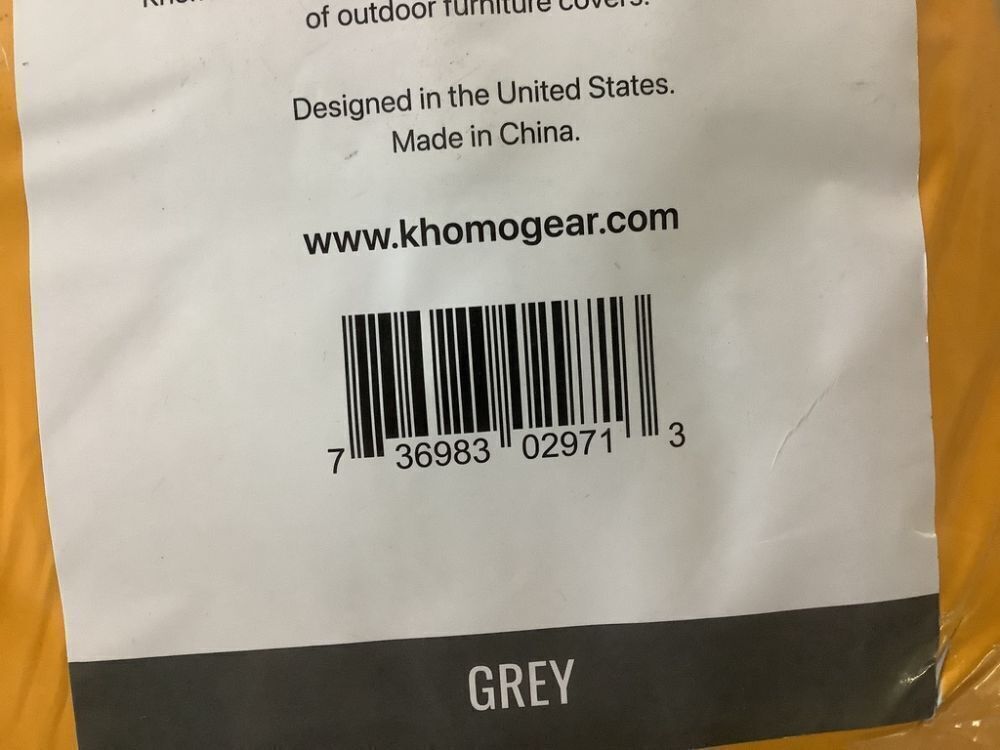 of outdoor furniture covers.
Designed in the United States.
Made in China.
www.khomogear.com
7 36983 02971 3
GREY